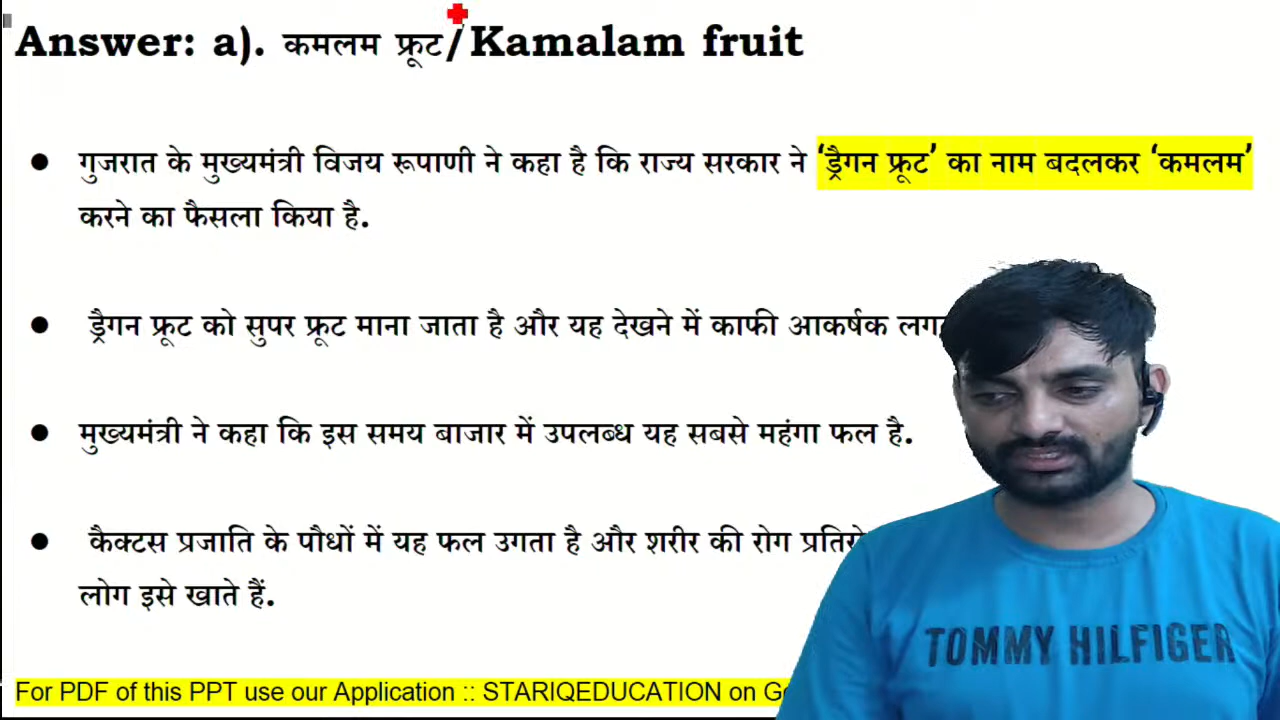 Answer: a). कमलम फ्रूट/Kamalam fruit
● गुजरात के मुख्यमंत्री विजय रूपाणी ने कहा है कि राज्य सरकार ने ‘ड्रैगन फ्रूट’ का नाम बदलकर ‘कमलम’
करने का फैसला किया है.
● ड्रैगन फ्रूट को सुपर फ्रूट माना जाता है और यह देखने में काफी आकर्षक
● मुख्यमंत्री ने कहा कि इस समय बाजार में उपलब्ध यह सबसे महंगा फल है.
● कैक्टस प्रजाति के पौधों में यह फल उगता है और शरीर की रोग
लोग इसे खाते हैं.
TOMMY HILFIGER
For PDF of this PPT use our Application :: STARIQEDUCATION on